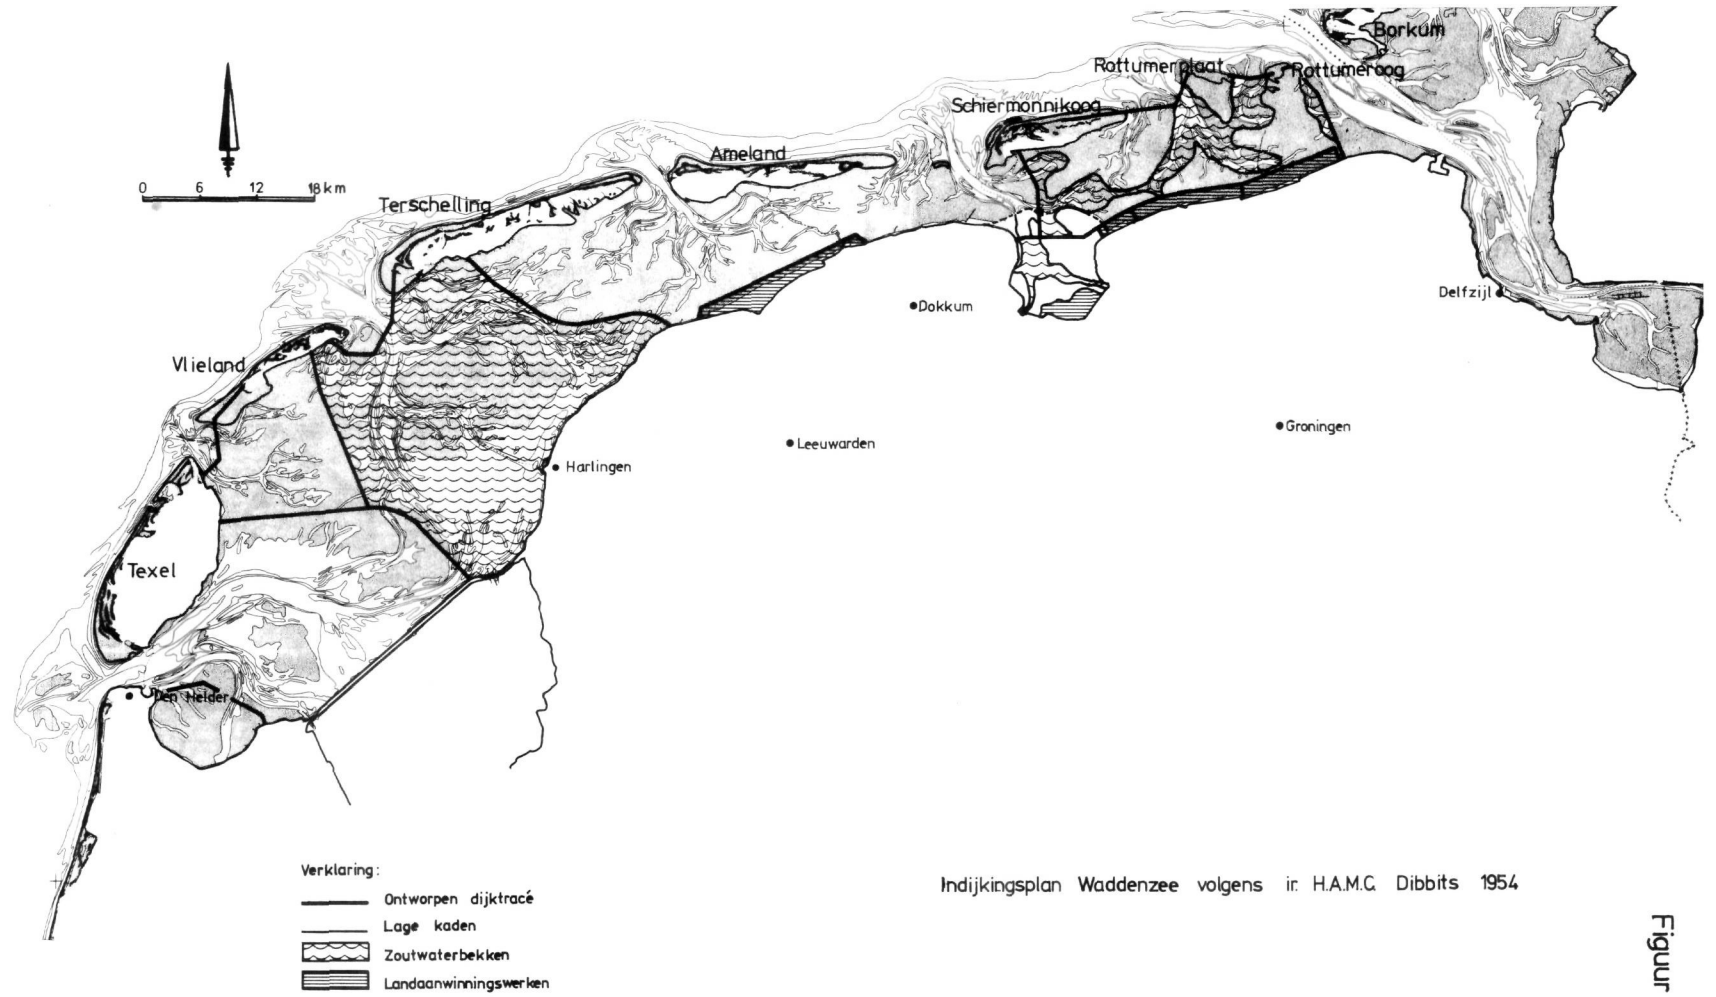 Borkum
Rottumerplaat
Rottumeroog
Schiermonnikoog
Ameland
0 6 12 18 km
Terschelling
Delfzijl
Dokkum
Vlieland
Groningen
Leeuwarden
Harlingen
Texel
Den Helder
Verklaring:
Ontworpen dijktracé
Lage kaden
Zoutwaterbekken
Landaanwinningswerken
Indijkingsplan Waddenzee volgens ir. H.A.M.C. Dibbits 1954
Figuur